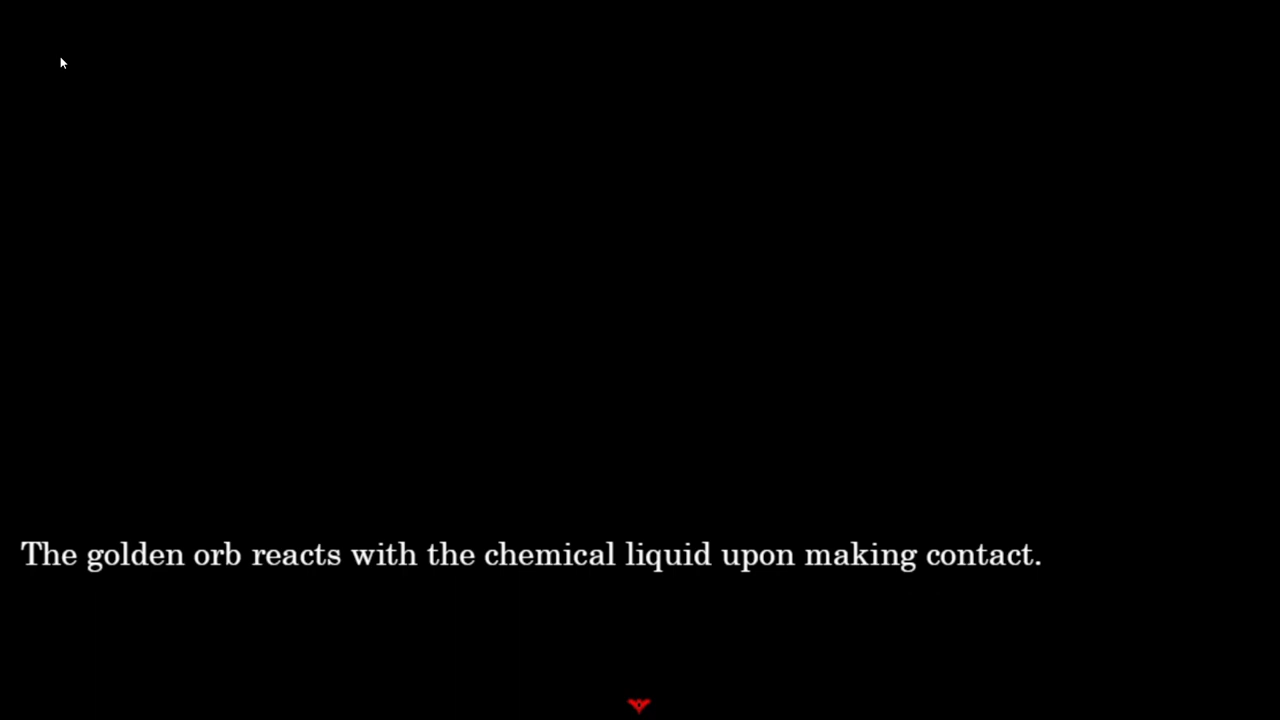 The golden orb reacts with the chemical liquid upon making contact.